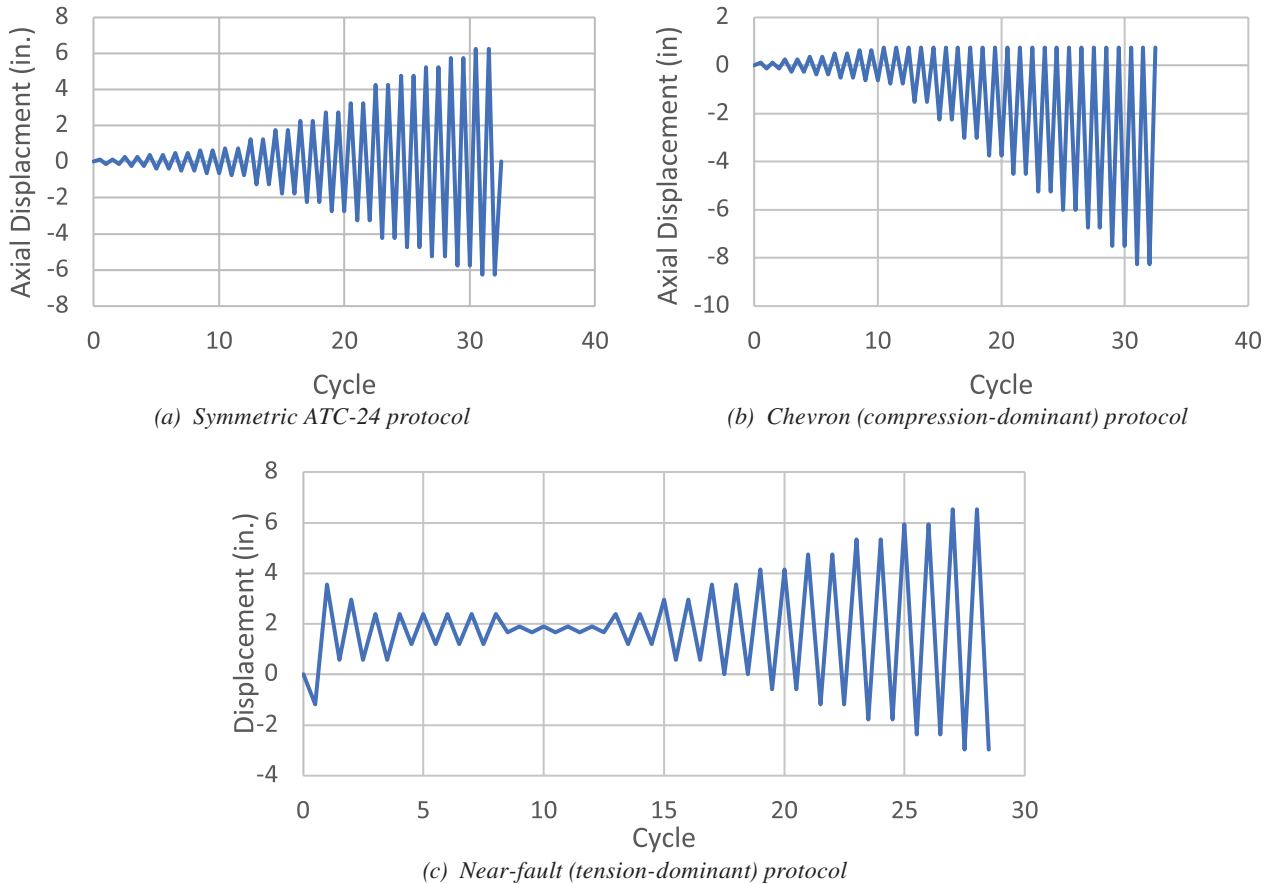 8
6
4
2
0
-2
-4
-6
-8
Axial Displacment (in.)
0 10 20 30 40
Cycle
(a) Symmetric ATC-24 protocol
2
0
-2
-4
-6
-8
-10
Axial Displacement (in)
0 10 20 30 40
Cycle
(b) Chevron (compression-dominant) protocol
8
6
4
2
0
-2
-4
Displacement (in.)
0 5 10 15 20 25 30
Cycle
(c) Near-fault (tension-dominant) protocol